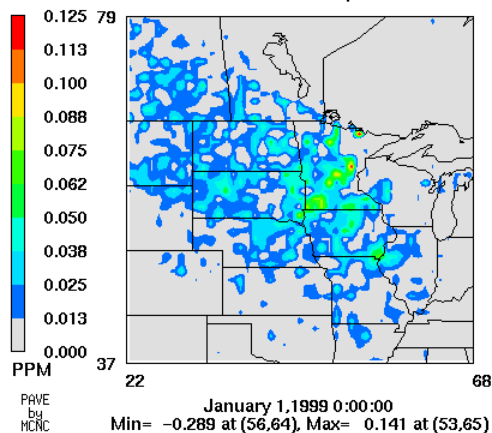 0.125
79
0.113
0.100
0.088
0.075
0.062
0.050
0.038
0.025
0.013
0.000
37
PPM
22
68
PAVE
by
MCNC
January 1,1999 0:00:00
Min= -0.289 at (56,64), Max= 0.141 at (53,65)